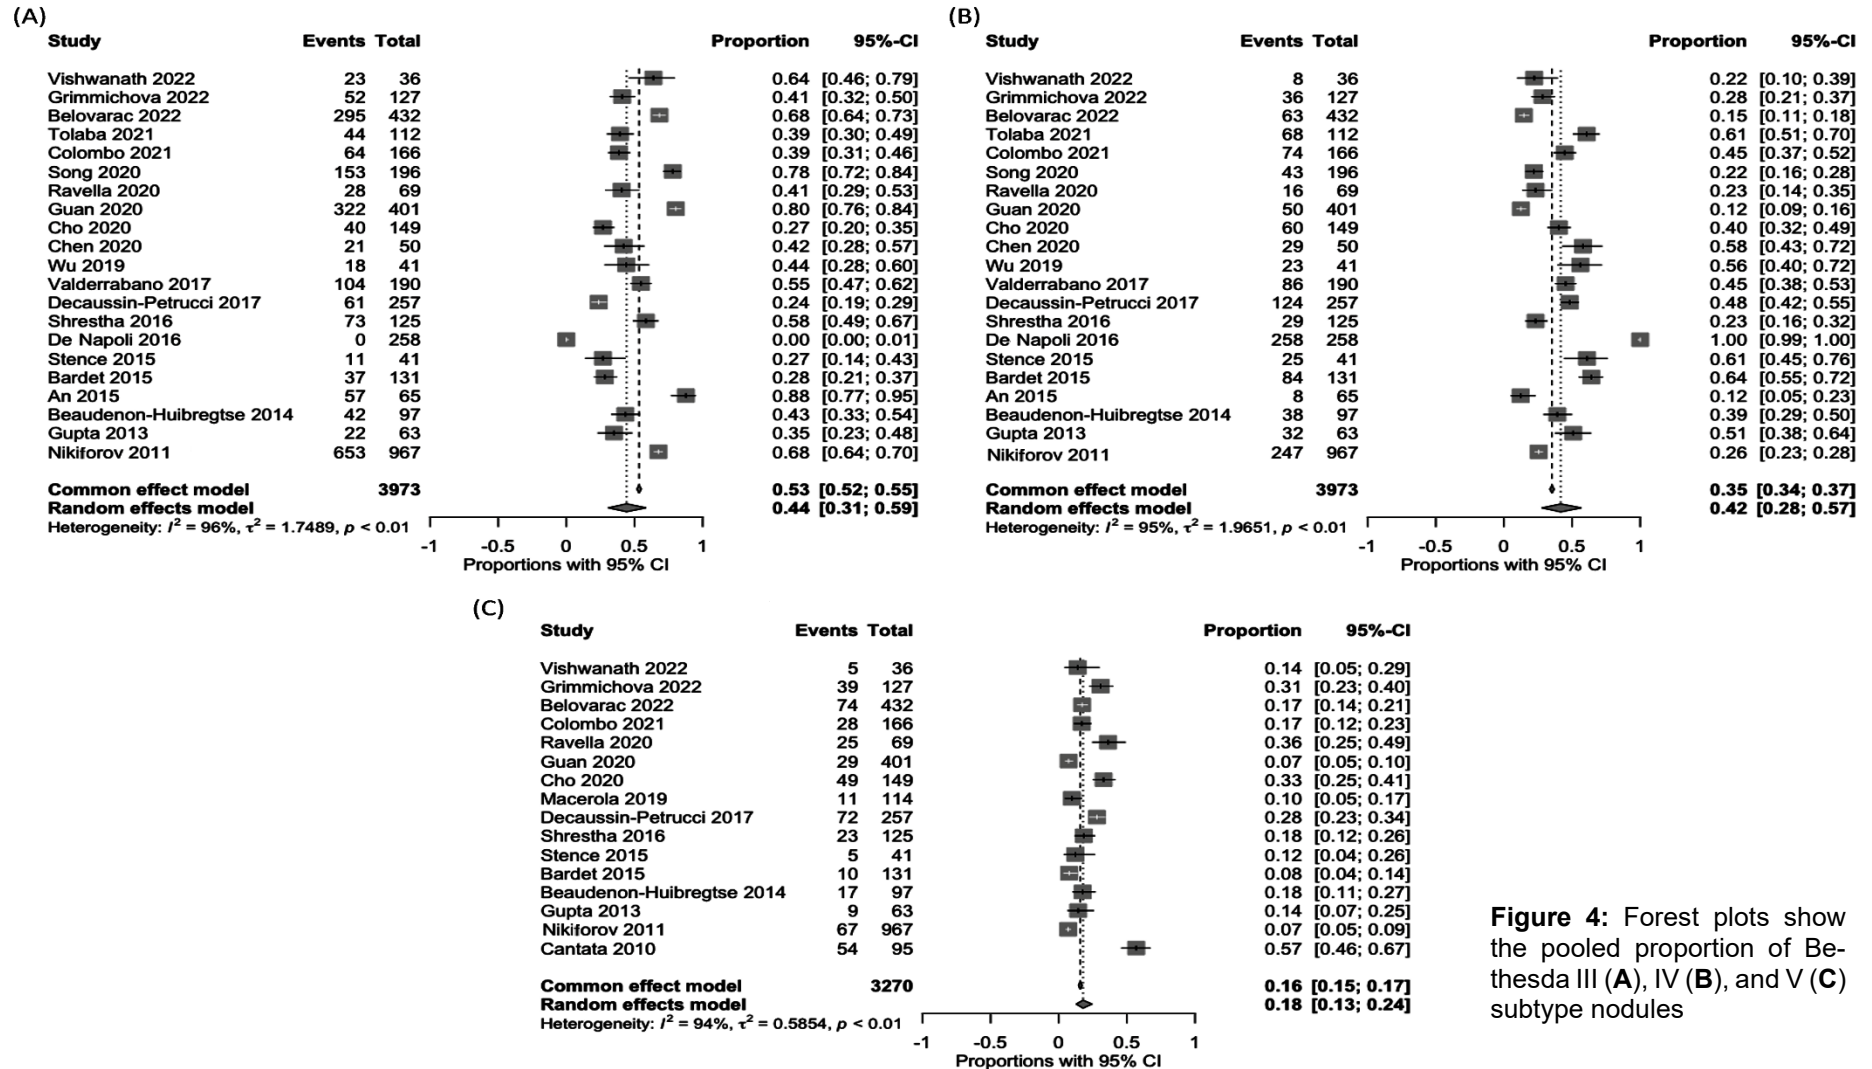 (A)
Study Events Total Proportion 95%-CI
Vishwanath 2022 23 36 0.64 [0.46; 0.79]
Grimmichova 2022 52 127 0.41 [0.32; 0.50]
Belovarac 2022 295 432 0.68 [0.64; 0.73]
Tolaba 2021 44 112 0.39 [0.30; 0.49]
Colombo 2021 64 166 0.39 [0.31; 0.46]
Song 2020 153 196 0.78 [0.72; 0.84]
Ravella 2020 28 69 0.41 [0.29; 0.53]
Guan 2020 322 401 0.80 [0.76; 0.84]
Cho 2020 40 149 0.27 [0.20; 0.35]
Chen 2020 21 50 0.42 [0.28; 0.57]
Wu 2019 18 41 0.44 [0.28; 0.60]
Valderrabano 2017 104 190 0.55 [0.47; 0.62]
Decaussin-Petrucci 2017 61 257 0.24 [0.19; 0.29]
Shrestha 2016 73 125 0.58 [0.49; 0.67]
De Napoli 2016 0 258 0.00 [0.00; 0.01]
Stence 2015 11 41 0.27 [0.14; 0.43]
Bardet 2015 37 131 0.28 [0.21; 0.37]
An 2015 57 65 0.88 [0.77; 0.95]
Beaudenon-Huibregtse 2014 42 97 0.43 [0.33; 0.54]
Gupta 2013 22 63 0.35 [0.23; 0.48]
Nikiforov 2011 653 967 0.68 [0.64; 0.70]
Common effect model 3973 0.53 [0.52; 0.55]
Random effects model 0.44 [0.31; 0.59]
Heterogeneity: I² = 96%, τ² = 1.7489, p < 0.01
-1 -0.5 0 0.5 1
Proportions with 95% CI
(B)
Study Events Total Proportion 95%-CI
Vishwanath 2022 8 36 0.22 [0.10; 0.39]
Grimmichova 2022 36 127 0.28 [0.21; 0.37]
Belovarac 2022 63 432 0.15 [0.11; 0.18]
Tolaba 2021 68 112 0.61 [0.51; 0.70]
Colombo 2021 74 166 0.45 [0.37; 0.52]
Song 2020 43 196 0.22 [0.16; 0.28]
Ravella 2020 16 69 0.23 [0.14; 0.35]
Guan 2020 50 401 0.12 [0.09; 0.16]
Cho 2020 60 149 0.40 [0.32; 0.49]
Chen 2020 29 50 0.58 [0.43; 0.72]
Wu 2019 23 41 0.56 [0.40; 0.72]
Valderrabano 2017 86 190 0.45 [0.38; 0.53]
Decaussin-Petrucci 2017 124 257 0.48 [0.42; 0.55]
Shrestha 2016 29 125 0.23 [0.16; 0.32]
De Napoli 2016 258 258 1.00 [0.99; 1.00]
Stence 2015 25 41 0.61 [0.45; 0.76]
Bardet 2015 84 131 0.64 [0.55; 0.72]
An 2015 8 65 0.12 [0.05; 0.23]
Beaudenon-Huibregtse 2014 38 97 0.39 [0.29; 0.50]
Gupta 2013 32 63 0.51 [0.38; 0.64]
Nikiforov 2011 247 967 0.26 [0.23; 0.28]
Common effect model 3973 0.35 [0.34; 0.37]
Random effects model 0.42 [0.28; 0.57]
Heterogeneity: I² = 95%, τ² = 1.9651, p < 0.01
-1 -0.5 0 0.5 1
Proportions with 95% CI
(C)
Study Events Total Proportion 95%-CI
Vishwanath 2022 5 36 0.14 [0.05; 0.29]
Grimmichova 2022 39 127 0.31 [0.23; 0.40]
Belovarac 2022 74 432 0.17 [0.14; 0.21]
Colombo 2021 28 166 0.17 [0.12; 0.23]
Ravella 2020 25 69 0.36 [0.25; 0.49]
Guan 2020 29 401 0.07 [0.05; 0.10]
Cho 2020 49 149 0.33 [0.25; 0.41]
Macerola 2019 11 114 0.10 [0.05; 0.17]
Decaussin-Petrucci 2017 72 257 0.28 [0.23; 0.34]
Shrestha 2016 23 125 0.18 [0.12; 0.26]
Stence 2015 5 41 0.12 [0.04; 0.26]
Bardet 2015 10 131 0.08 [0.04; 0.14]
Beaudenon-Huibregtse 2014 17 97 0.18 [0.11; 0.27]
Gupta 2013 9 63 0.14 [0.07; 0.25]
Nikiforov 2011 67 967 0.07 [0.05; 0.09]
Cantata 2010 54 95 0.57 [0.46; 0.67]
Common effect model 3270 0.16 [0.15; 0.17]
Random effects model 0.18 [0.13; 0.24]
Heterogeneity: I² = 94%, τ² = 0.5854, p < 0.01
-1 -0.5 0 0.5 1
Proportions with 95% CI
Figure 4: Forest plots show
the pooled proportion of Be-
thesda III (A), IV (B), and V (C)
subtype nodules